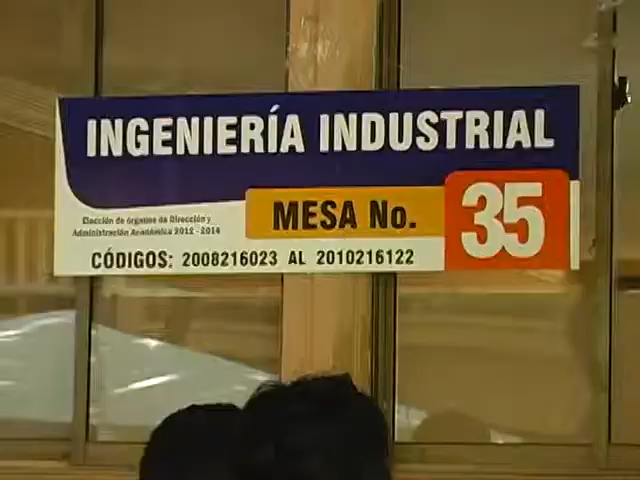 INGENIERÍA INDUSTRIAL
Elección de órganos de Dirección y
Administración Académica 2012 - 2014
MESA No.
35
CÓDIGOS: 2008216023 AL 2010216122